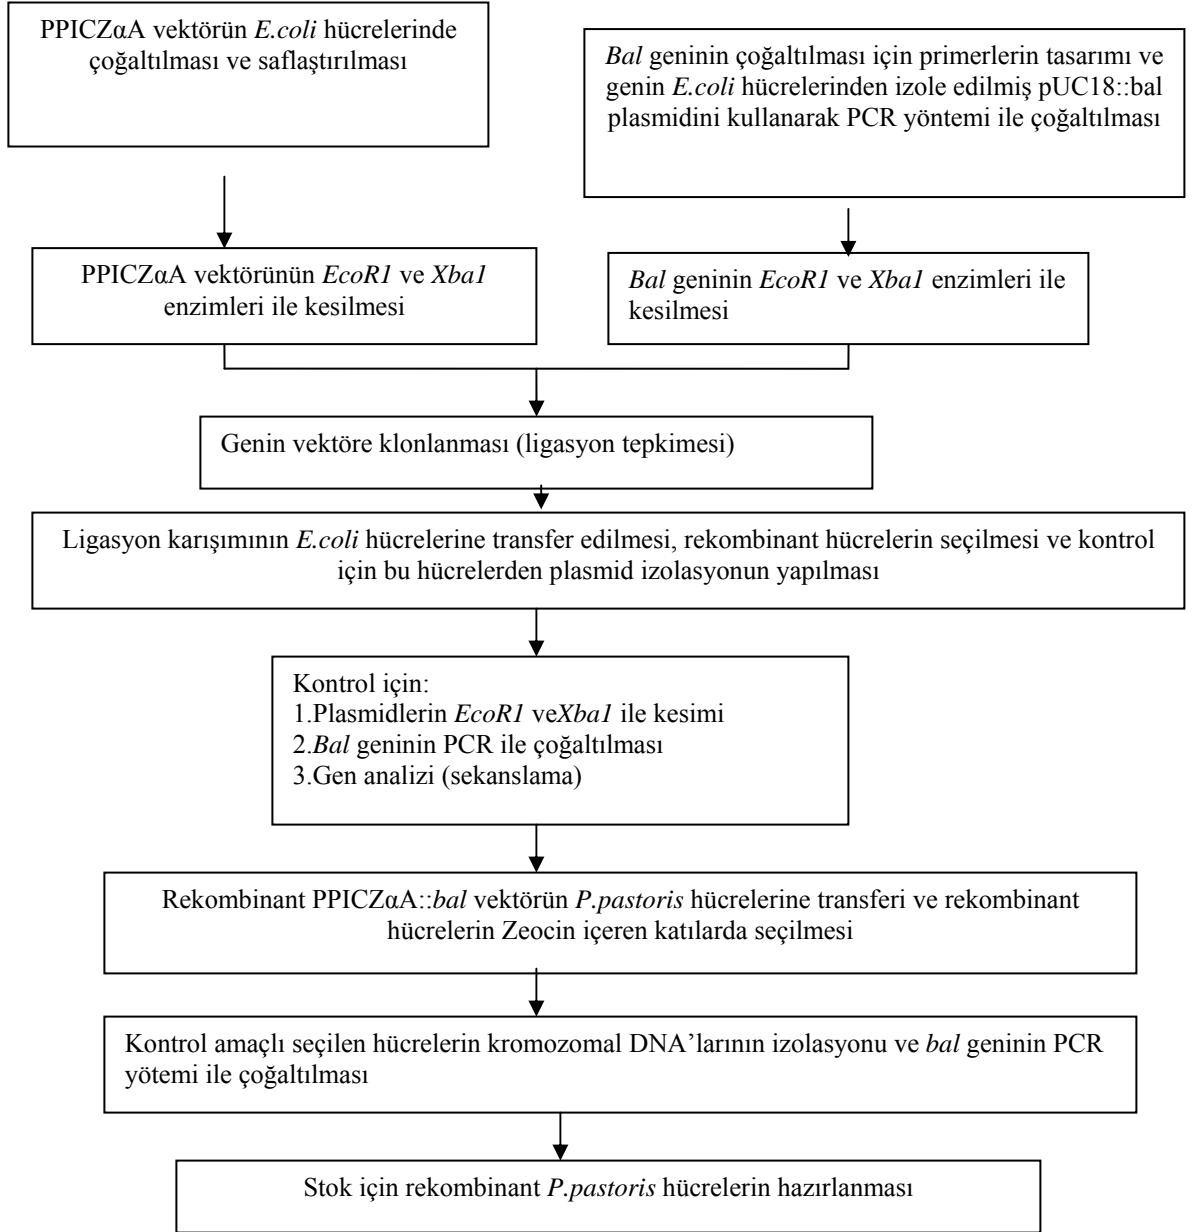 PPICZαA vektörün E.coli hücrelerinde
çoğaltılması ve saflaştırılması
Bal geninin çoğaltılması için primerlerin tasarımı ve
genin E.coli hücrelerinden izole edilmiş pUC18::bal
plasmidini kullanarak PCR yöntemi ile çoğaltılması
PPICZαA vektörünün EcoR1 ve Xba1
enzimleri ile kesilmesi
Bal geninin EcoR1 ve Xba1 enzimleri ile
kesilmesi
Genin vektöre klonlanması (ligasyon tepkimesi)
Ligasyon karışımının E.coli hücrelerine transfer edilmesi, rekombinant hücrelerin seçilmesi ve kontrol
için bu hücrelerden plasmid izolasyonun yapılması
Kontrol için:
1.Plasmidlerin EcoR1 veXba1 ile kesimi
2.Bal geninin PCR ile çoğaltılması
3.Gen analizi (sekanslama)
Rekombinant PPICZαA::bal vektörün P.pastoris hücrelerine transferi ve rekombinant
hücrelerin Zeocin içeren katılarda seçilmesi
Kontrol amaçlı seçilen hücrelerin kromozomal DNA’larının izolasyonu ve bal geninin PCR
yötemi ile çoğaltılması
Stok için rekombinant P.pastoris hücrelerin hazırlanması